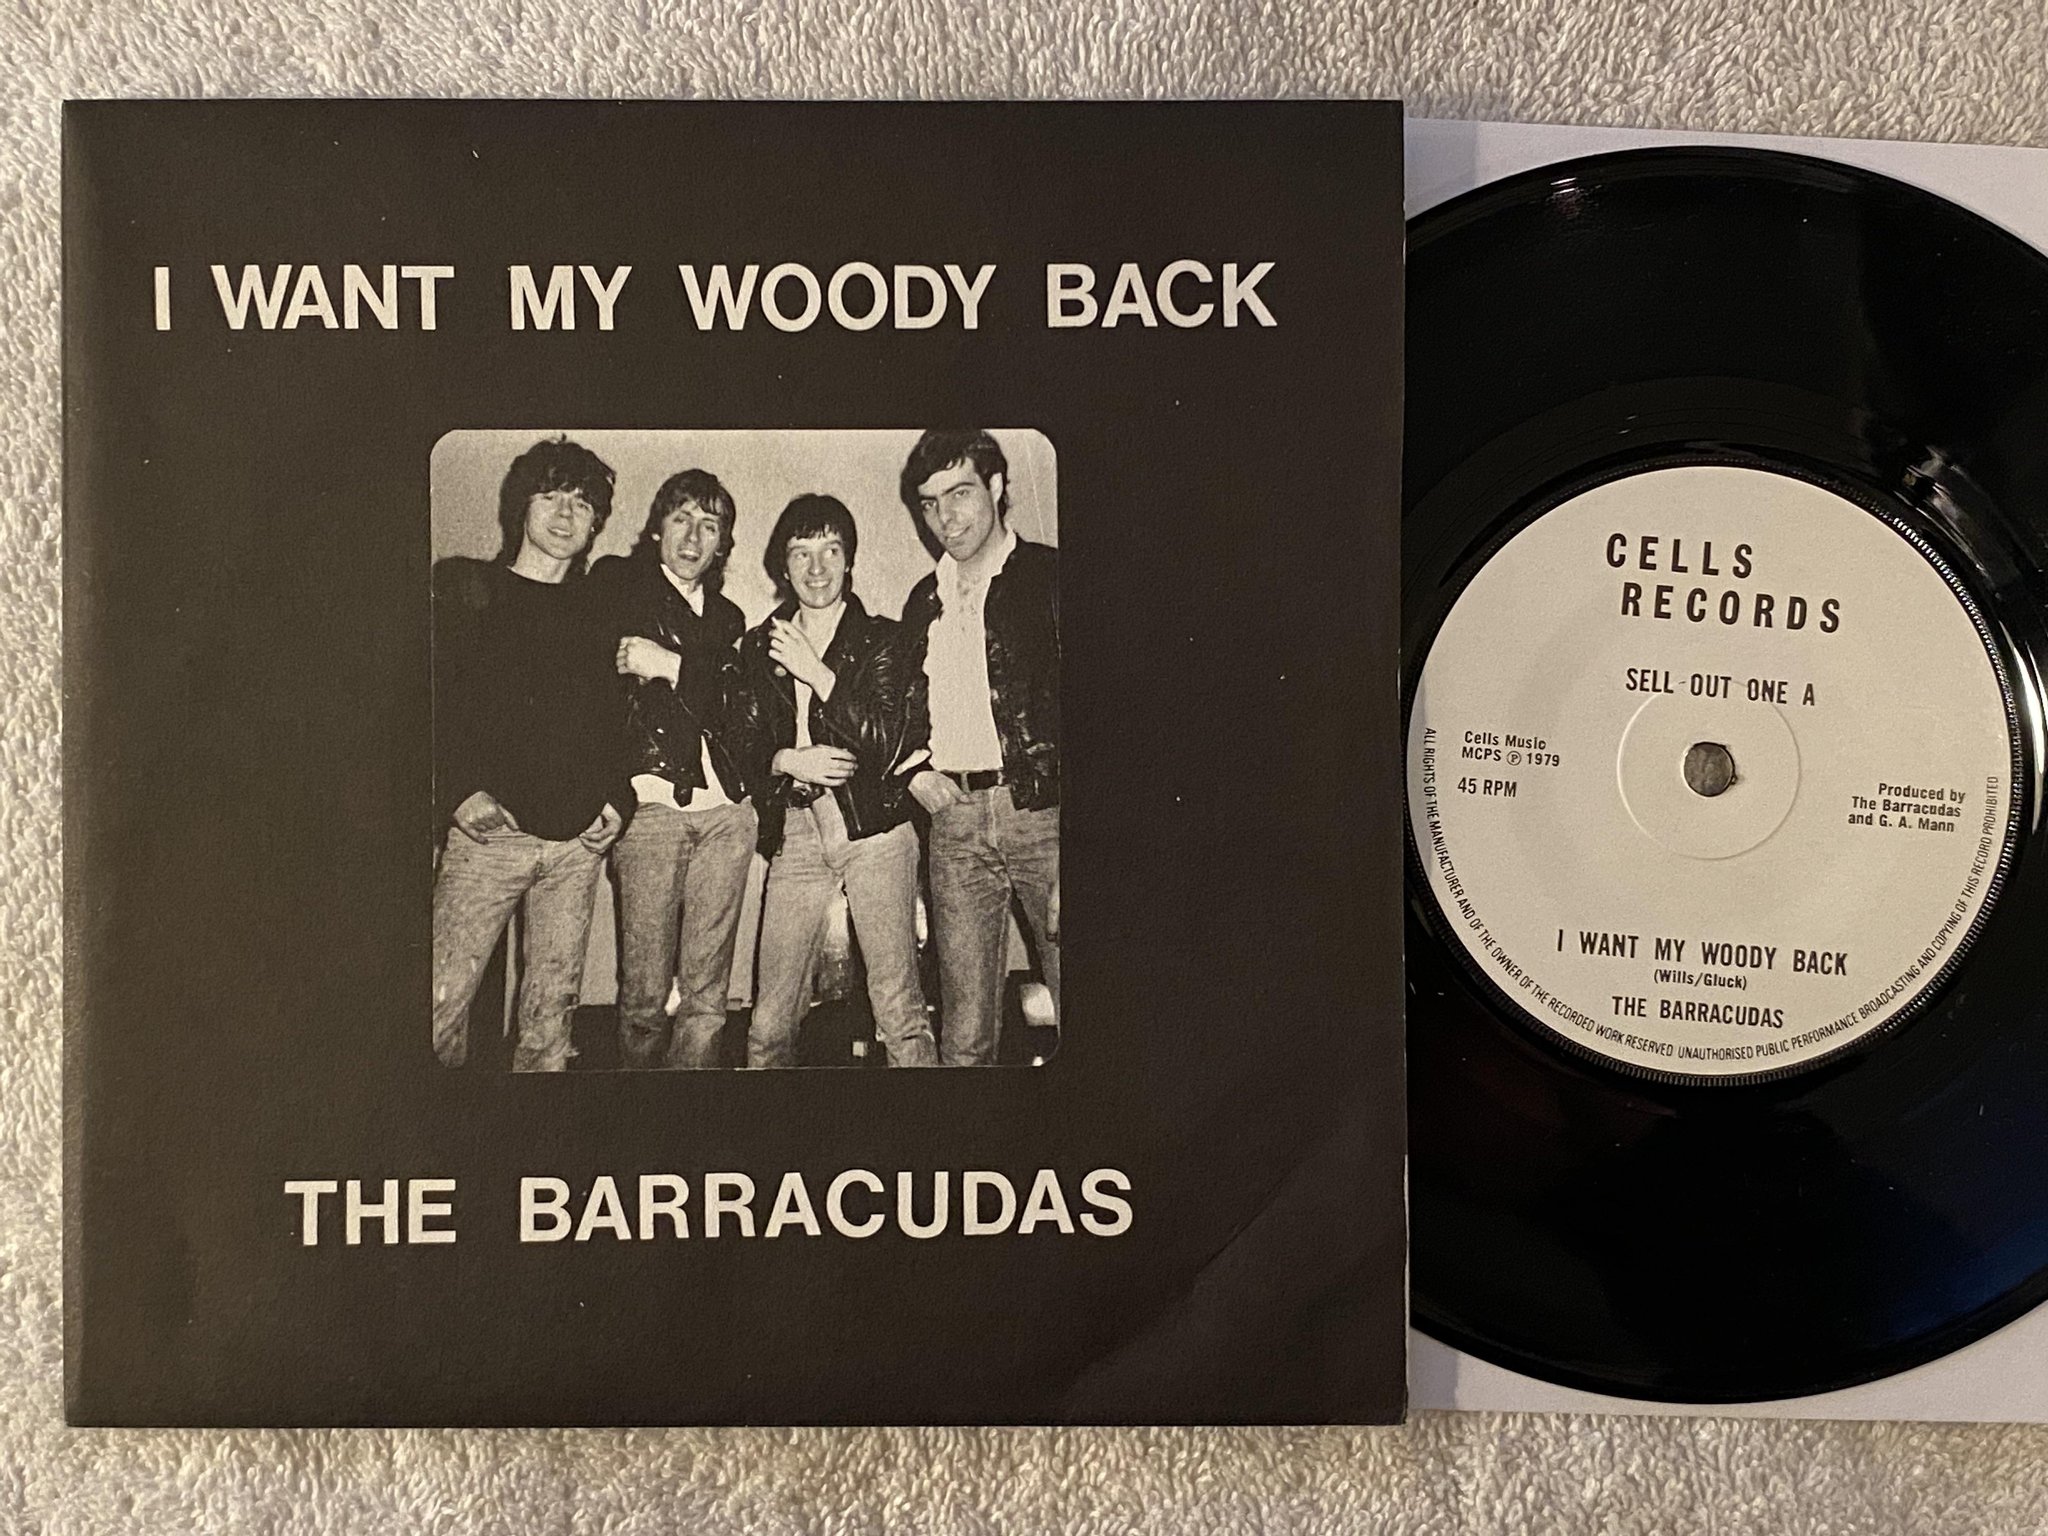 I WANT MY WOODY BACK
THE BARRACUDAS
CELLS
RECORDS
SELL OUT ONE A
Cells Music
MCPS Ⓟ 1979
45 RPM
Produced by
The Barracudas
and G. A. Mann
I WANT MY WOODY BACK
(Wills/Gluck)
THE BARRACUDAS
ALL RIGHTS OF THE MANUFACTURER AND OF THE OWNER OF THE RECORDED WORK RESERVED UNAUTHORISED PUBLIC PERFORMANCE BROADCASTING AND COPYING OF THIS RECORD PROHIBITED